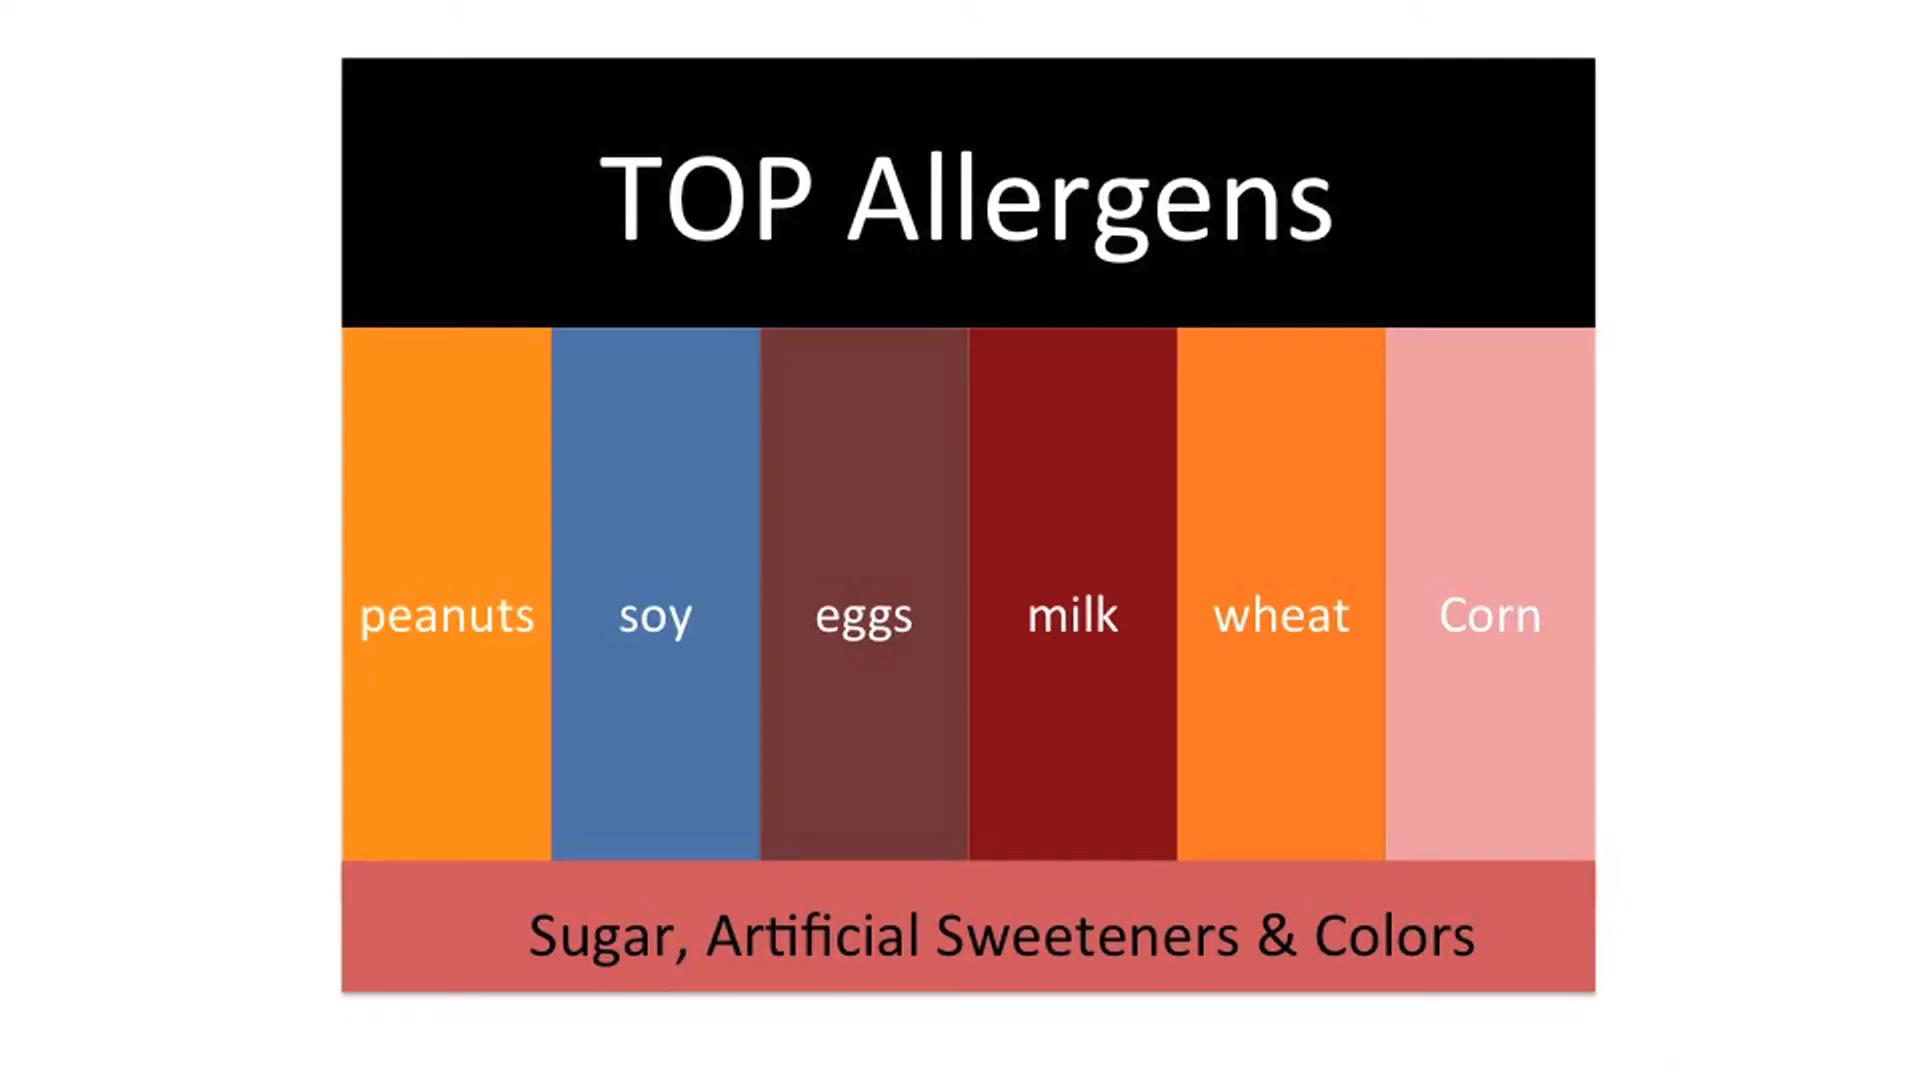 TOP Allergens
peanuts
soy
eggs
milk
wheat
Corn
Sugar, Artificial Sweeteners & Colors